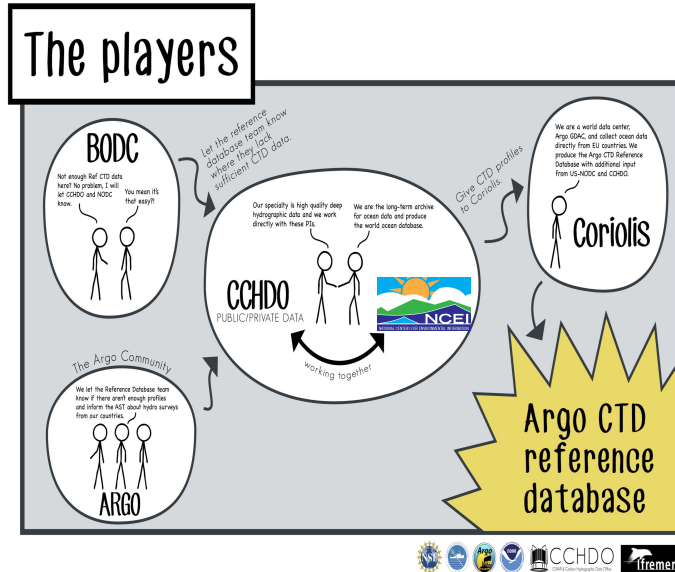 The players
BODC
Not enough Ref CTD data
here? No problem, I will
let CCHDO and NODC
know.
You mean it's
that easy?!
Let the reference
database team know
where they lack
sufficient CTD data.
The Argo Community
We let the Reference Database team
know if there aren't enough profiles
and inform the AST about hydro surveys
from our countries.
ARGO
Our specialty is high quality deep
hydrographic data and we work
directly with these PIs.
We are the long-term archive
for ocean data and produce
the world ocean database.
CCHDO
PUBLIC/PRIVATE DATA
NCEI
NATIONAL CENTERS FOR ENVIRONMENTAL INFORMATION
working together
Give CTD profiles
to Coriolis.
We are a world data center,
Argo GDAC, and collect ocean data
directly from EU countries. We
produce the Argo CTD Reference
Database with additional input
from US-NODC and CCHDO.
Coriolis
Argo CTD
reference
database
NSF
Argo
NOAA
CCHDO
CLIVAR & Carbon Hydrographic Data Office
Ifremer